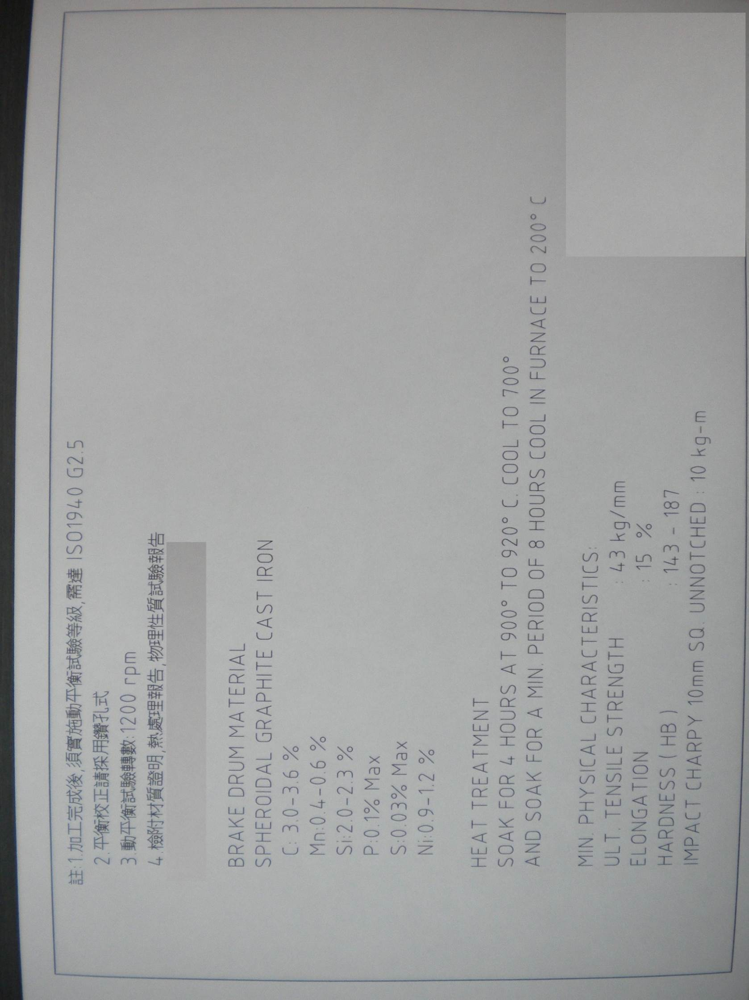 註:1.加工完成後,須實施動平衡試驗等級,需達 ISO1940 G2.5
2.平衡校正請採用鑽孔式
3.動平衡試驗轉數:1200 rpm
4.檢附材質證明,熱處理報告,物理性質試驗報告
BRAKE DRUM MATERIAL
SPHEROIDAL GRAPHITE CAST IRON
C: 3.0-3.6 %
Mn:0.4-0.6 %
Si:2.0-2.3 %
P:0.1% Max
S:0.03% Max
Ni:0.9-1.2 %
HEAT TREATMENT
SOAK FOR 4 HOURS AT 900° TO 920° C. COOL TO 700°
AND SOAK FOR A MIN. PERIOD OF 8 HOURS COOL IN FURNACE TO 200° C
MIN. PHYSICAL CHARACTERISTICS:
ULT. TENSILE STRENGTH : 43 kg/mm
ELONGATION : 15 %
HARDNESS ( HB ) : 143 - 187
IMPACT CHARPY 10mm SQ. UNNOTCHED : 10 kg-m